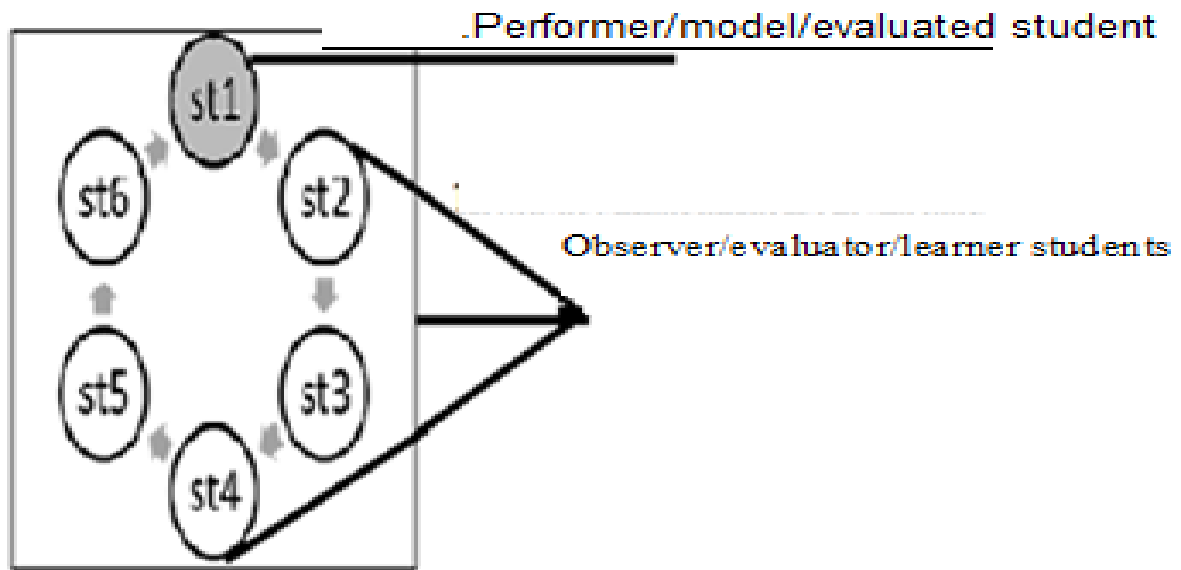 .Performer/model/evaluated student
st1
st6
st2
Observer/evaluator/learner students
st5
st3
st4